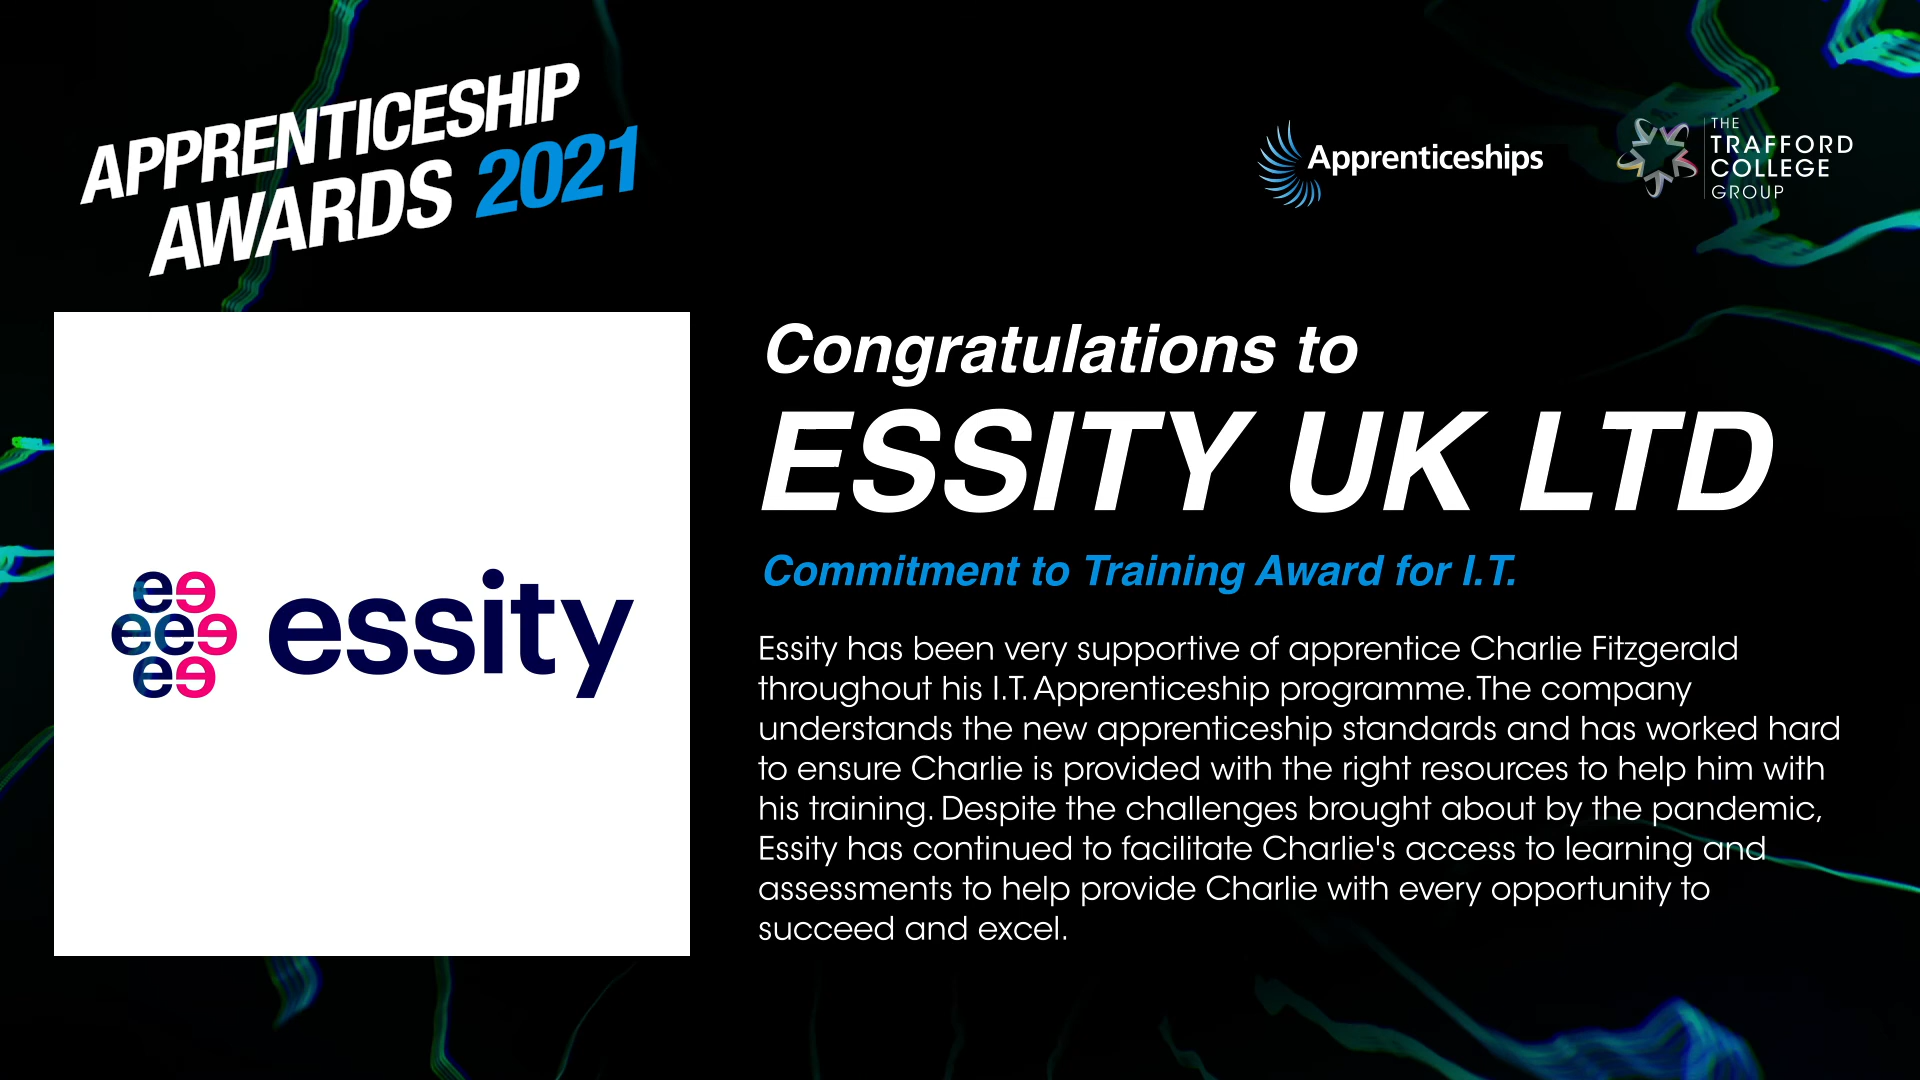 APPRENTICESHIP
AWARDS 2021
Apprenticeships
THE
TRAFFORD
COLLEGE
GROUP
Congratulations to
ESSITY UK LTD
essity
Commitment to Training Award for I.T.
Essity has been very supportive of apprentice Charlie Fitzgerald
throughout his I.T. Apprenticeship programme. The company
understands the new apprenticeship standards and has worked hard
to ensure Charlie is provided with the right resources to help him with
his training. Despite the challenges brought about by the pandemic,
Essity has continued to facilitate Charlie's access to learning and
assessments to help provide Charlie with every opportunity to
succeed and excel.